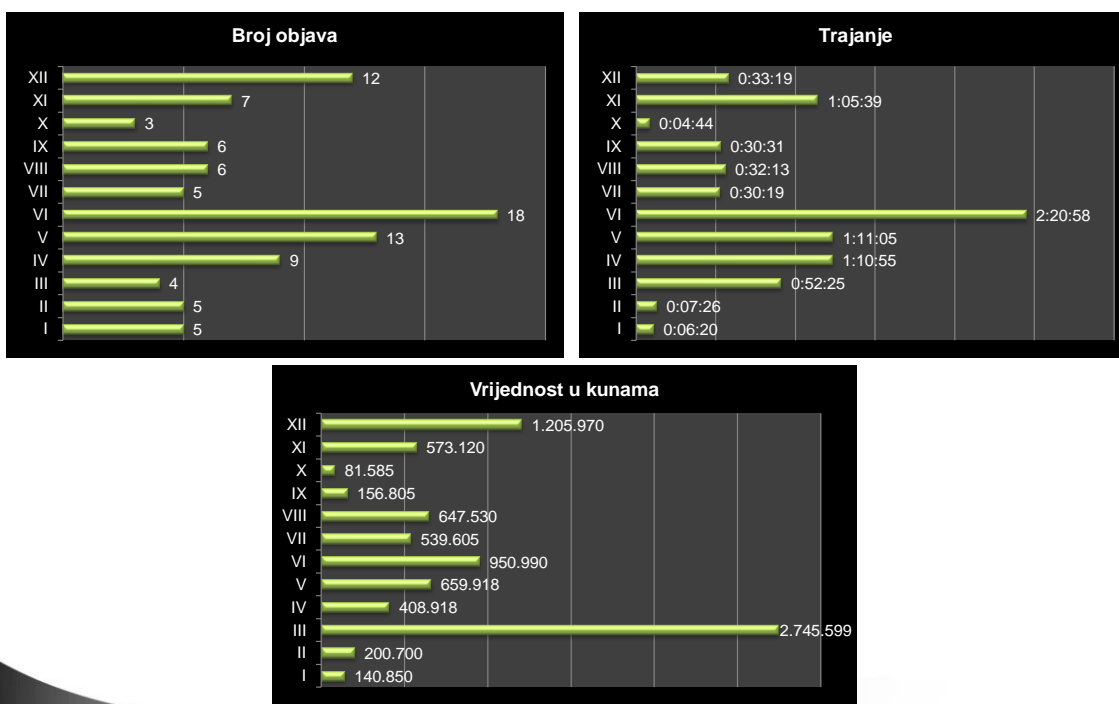 Broj objava
XII 12
XI 7
X 3
IX 6
VIII 6
VII 5
VI 18
V 13
IV 9
III 4
II 5
I 5
Trajanje
XII 0:33:19
XI 1:05:39
X 0:04:44
IX 0:30:31
VIII 0:32:13
VII 0:30:19
VI 2:20:58
V 1:11:05
IV 1:10:55
III 0:52:25
II 0:07:26
I 0:06:20
Vrijednost u kunama
XII 1.205.970
XI 573.120
X 81.585
IX 156.805
VIII 647.530
VII 539.605
VI 950.990
V 659.918
IV 408.918
III 2.745.599
II 200.700
I 140.850